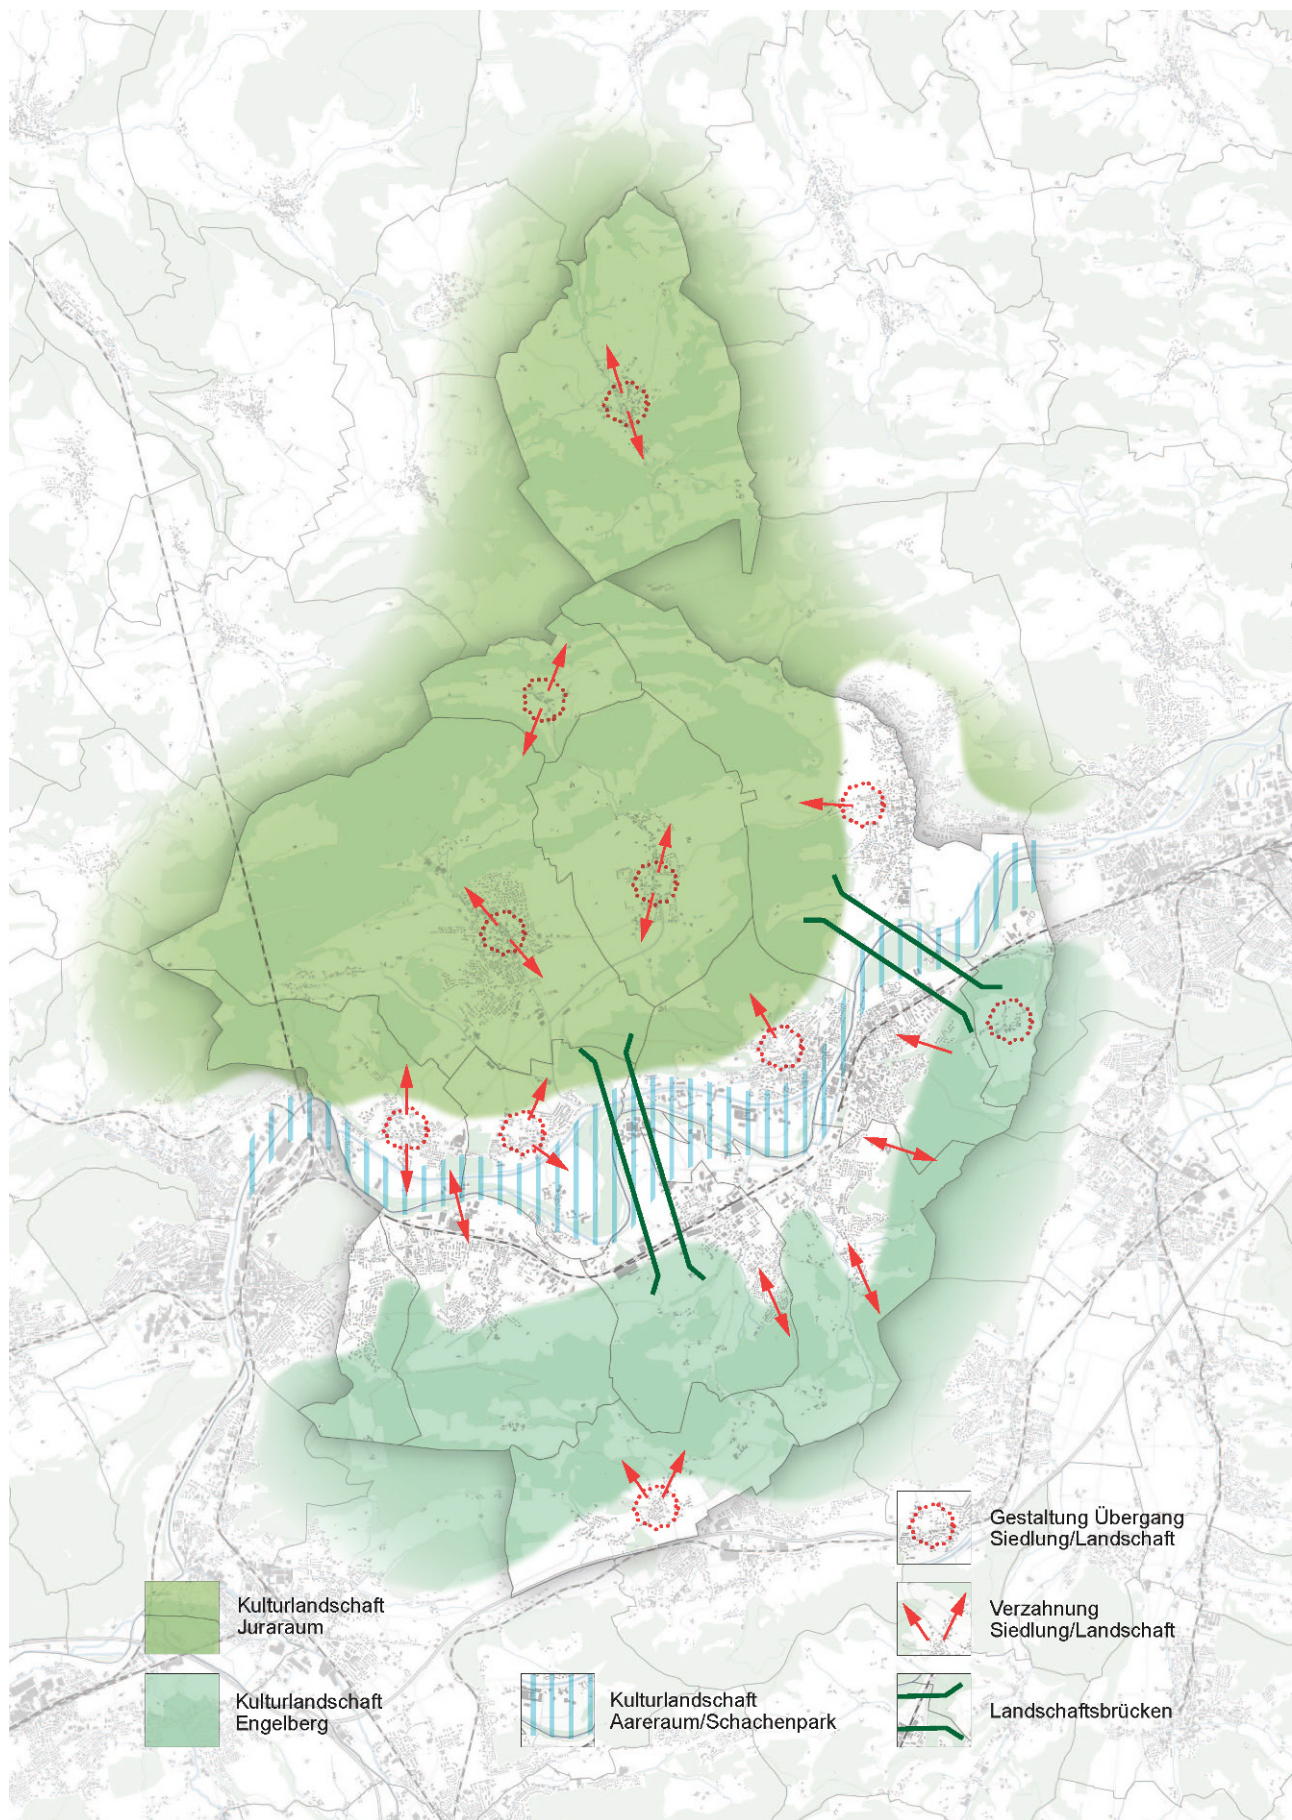 Gestaltung Übergang
Siedlung/Landschaft
Verzahnung
Siedlung/Landschaft
Landschaftsbrücken
Kulturlandschaft
Juraraum
Kulturlandschaft
Engelberg
Kulturlandschaft
Aareraum/Schachenpark